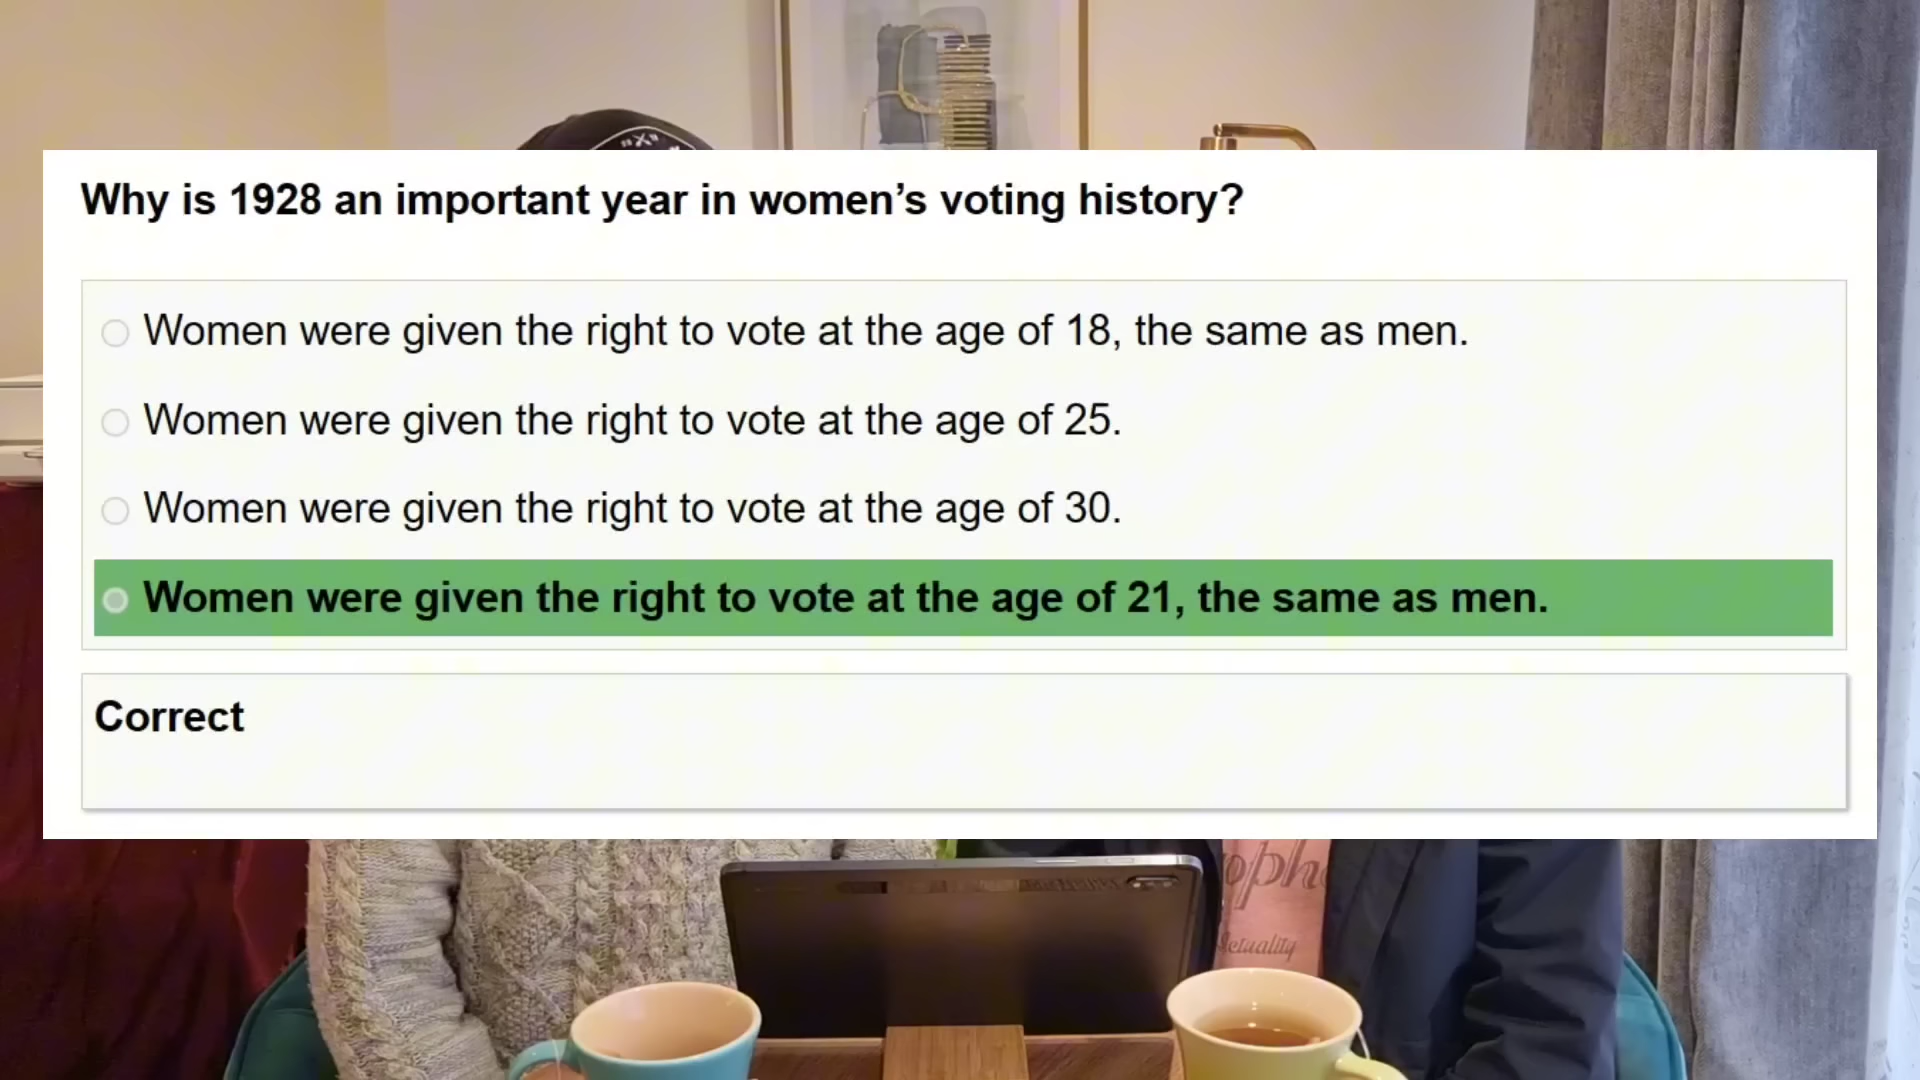 Why is 1928 an important year in women’s voting history?
Women were given the right to vote at the age of 18, the same as men.
Women were given the right to vote at the age of 25.
Women were given the right to vote at the age of 30.
Women were given the right to vote at the age of 21, the same as men.
Correct